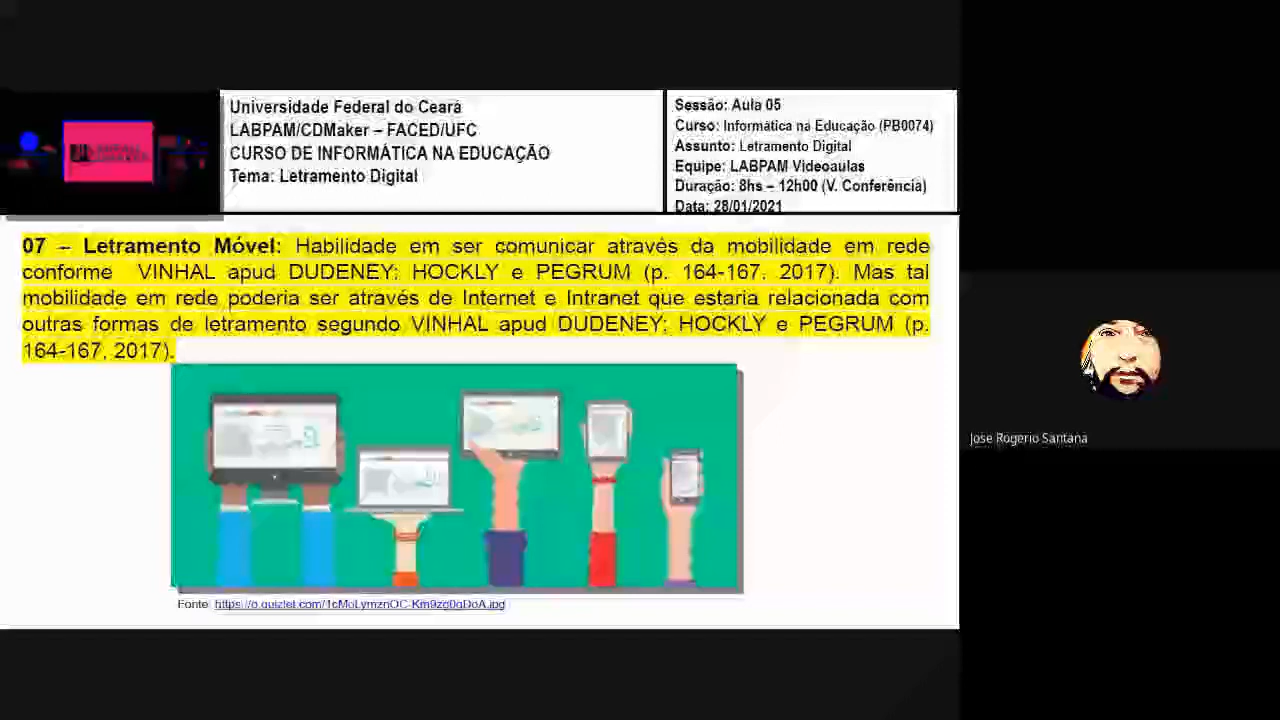 Universidade Federal do Ceará
LABPAM/CDMaker – FACED/UFC
CURSO DE INFORMÁTICA NA EDUCAÇÃO
Tema: Letramento Digital
Sessão: Aula 05
Curso: Informática na Educação (PB0074)
Assunto: Letramento Digital
Equipe: LABPAM Videoaulas
Duração: 8hs – 12h00 (V. Conferência)
Data: 28/01/2021
07 – Letramento Móvel: Habilidade em ser comunicar através da mobilidade em rede
conforme VINHAL apud DUDENEY; HOCKLY e PEGRUM (p. 164-167, 2017). Mas tal
mobilidade em rede poderia ser através de Internet e Intranet que estaria relacionada com
outras formas de letramento segundo VINHAL apud DUDENEY; HOCKLY e PEGRUM (p.
164-167, 2017).
Fonte:
Jose Rogerio Santana